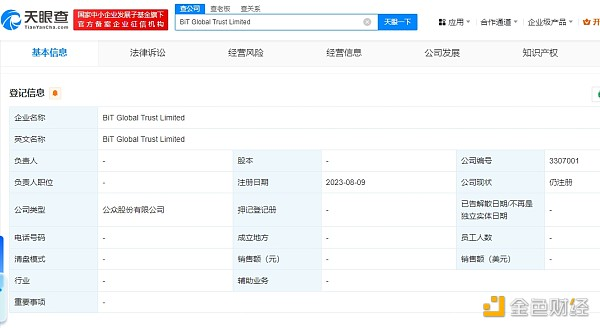 查公司 查老板 查关系
天眼查
TianYanCha.com
国家中小企业发展子基金旗下
官方备案企业征信机构
BiT Global Trust Limited
天眼一下
应用 合作通道 企业级产品
基本信息 法律诉讼 经营风险 经营信息 公司发展 知识产权
登记信息
企业名称 BiT Global Trust Limited
英文名称 BiT Global Trust Limited
负责人 - 股本 - 公司编号 3307001
负责人职位 - 注册日期 2023-08-09 公司现状 仍注册
公司类型 公众股份有限公司 押记登记册 - 已告解散日期/不再是独立实体日期 -
电话号码 - 成立地方 - 员工人数 -
清盘模式 - 销售额（元） - 销售额（美元） -
行业 - 辅助业务 -
重要事项 -
金色财经